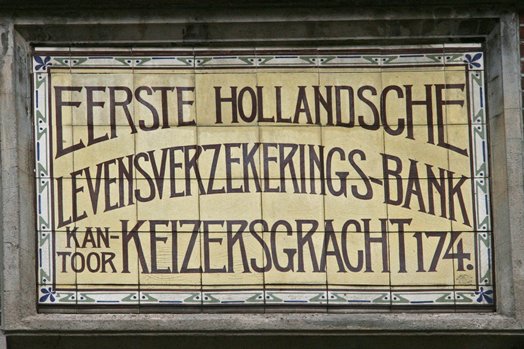 EERSTE HOLLANDSCHE
LEVENSVERZEKERINGS-BANK
KAN-TOOR KEIZERSGRACHT 174.